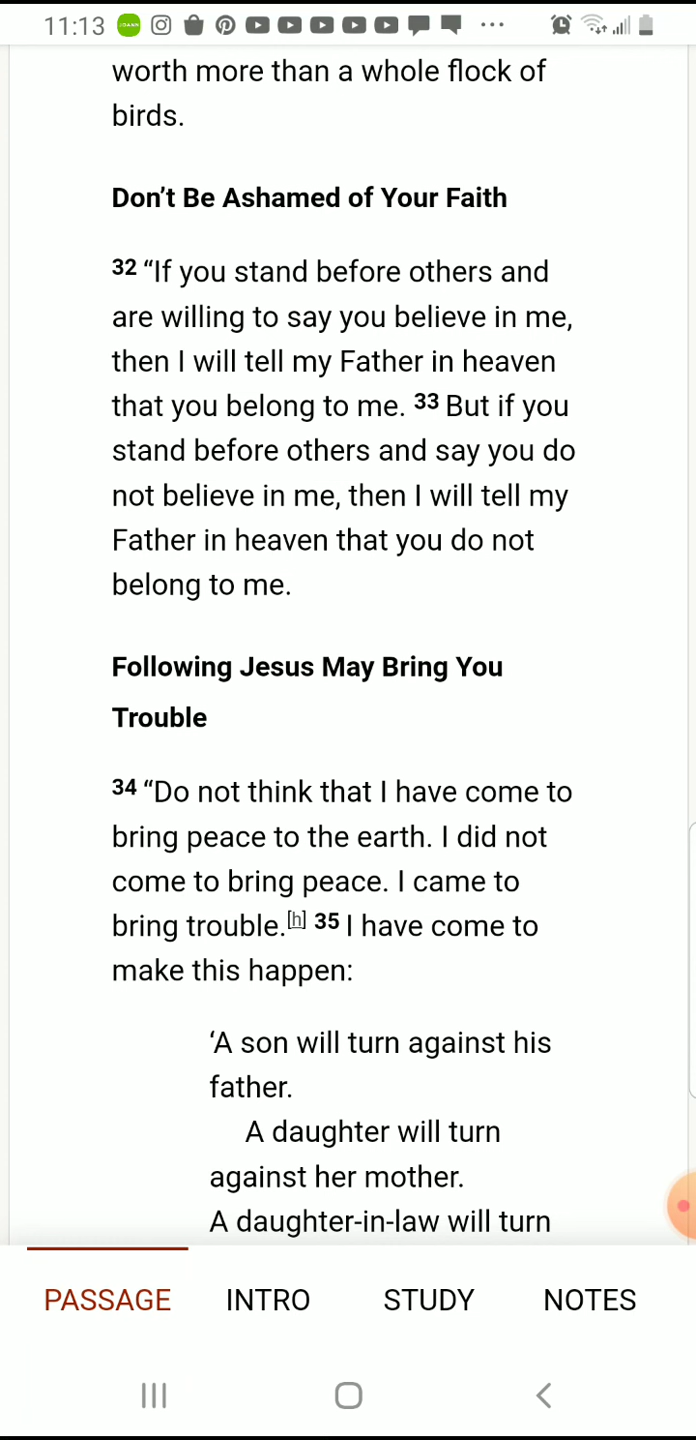 11:13
JOANN
worth more than a whole flock of
birds.
Don’t Be Ashamed of Your Faith
32 “If you stand before others and
are willing to say you believe in me,
then I will tell my Father in heaven
that you belong to me. 33 But if you
stand before others and say you do
not believe in me, then I will tell my
Father in heaven that you do not
belong to me.
Following Jesus May Bring You
Trouble
34 “Do not think that I have come to
bring peace to the earth. I did not
come to bring peace. I came to
bring trouble.[h] 35 I have come to
make this happen:
‘A son will turn against his
father.
A daughter will turn
against her mother.
A daughter-in-law will turn
PASSAGE INTRO STUDY NOTES